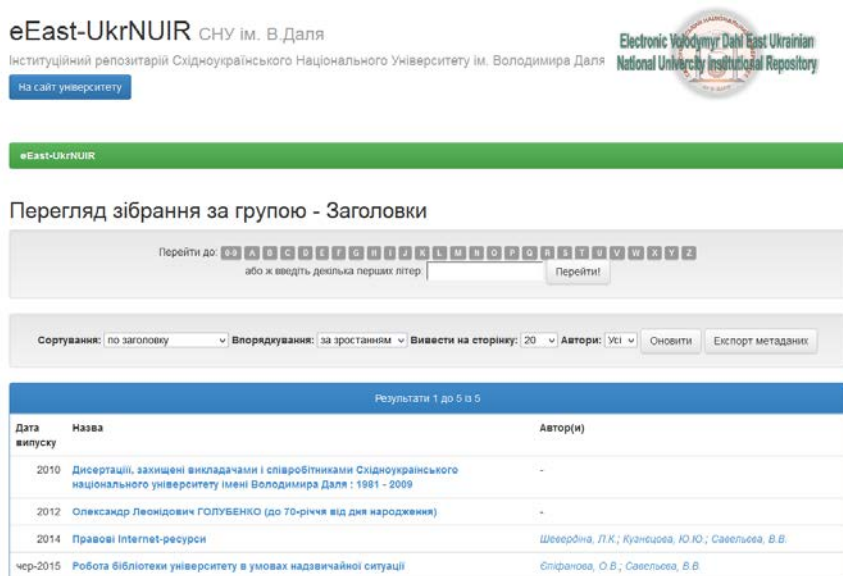 eEast-UkrNUIR СНУ ім. В.Даля
Інституційний репозитарій Східноукраїнського Національного Університету ім. Володимира Даля
Electronic Volodymyr Dahl East Ukrainian
National University Institutional Repository
На сайт університету
eEast-UkrNUIR
Перегляд зібрання за групою - Заголовки
Перейти до: 0-9 A B C D E F G H I J K L M N O P Q R S T U V W X Y Z
або ж введіть декілька перших літер: Перейти!
Сортування: по заголовку Впорядкування: за зростанням Вивести на сторінку: 20 Автори: Усі Оновити Експорт метаданих
Результати 1 до 5 із 5
Дата випуску Назва Автор(и)
2010 Дисертації, захищені викладачами і співробітниками Східноукраїнського -
національного університету імені Володимира Даля : 1981 - 2009
2012 Олександр Леонідович ГОЛУБЕНКО (до 70-річчя від дня народження) -
2014 Правові Internet-ресурси Шевердіна, Л.К.; Кузнєцова, Ю.Ю.; Савельєва, В.В.
чер-2015 Робота бібліотеки університету в умовах надзвичайної ситуації Єпіфанова, О.В.; Савельєва, В.В.